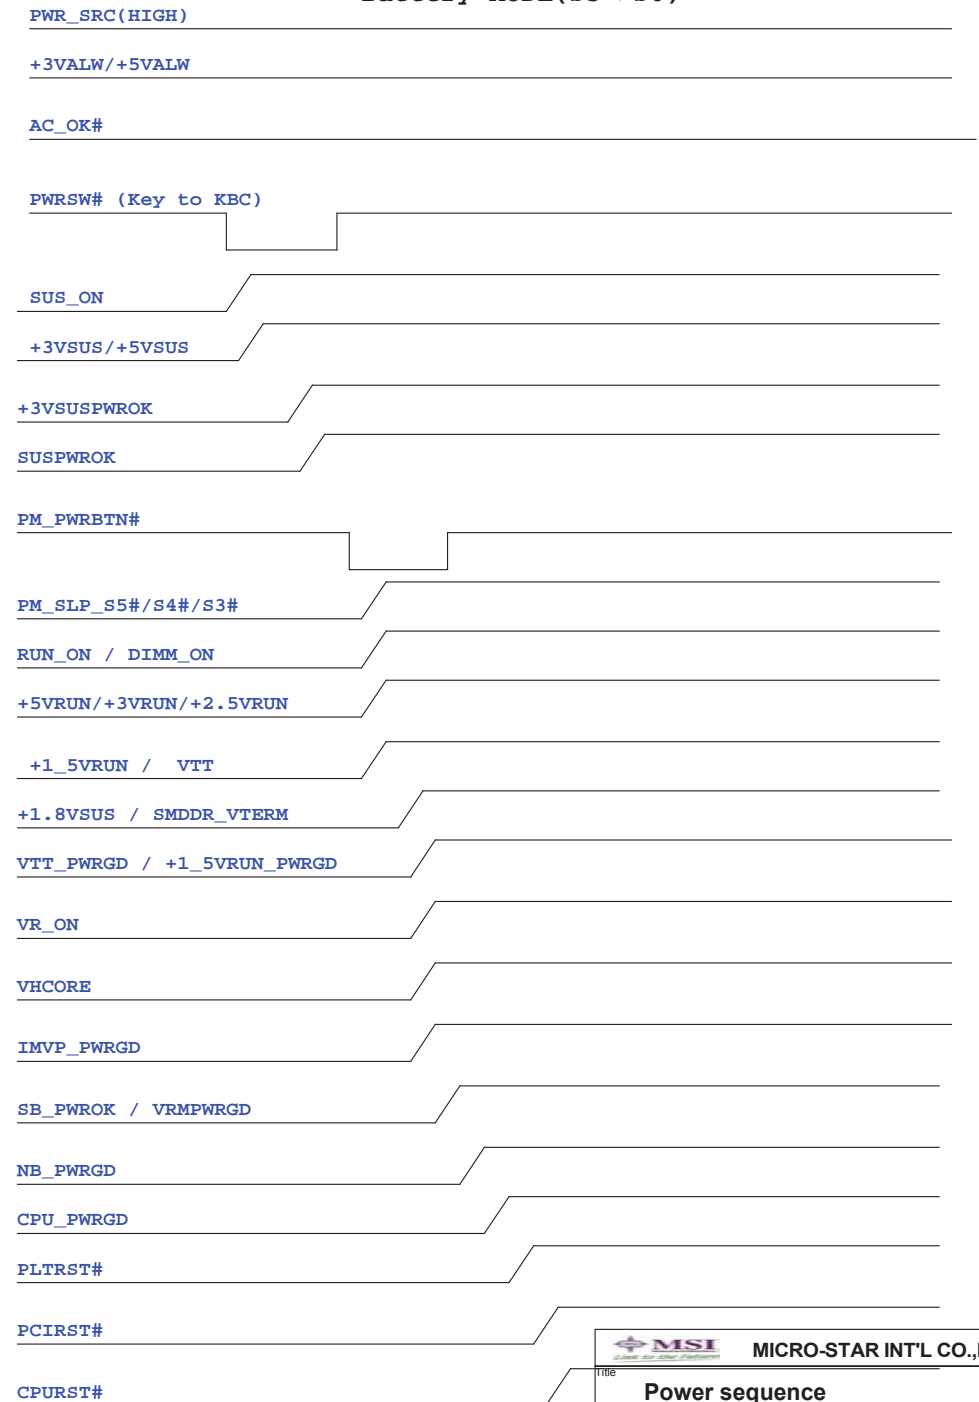 PWR_SRC(HIGH)
+3VALW/+5VALW
AC_OK#
PWRSW# (Key to KBC)
SUS_ON
+3VSUS/+5VSUS
+3VSUSPWROK
SUSPWROK
PM_PWRBTN#
PM_SLP_S5#/S4#/S3#
RUN_ON / DIMM_ON
+5VRUN/+3VRUN/+2.5VRUN
+1_5VRUN / VTT
+1.8VSUS / SMDDR_VTERM
VTT_PWRGD / +1_5VRUN_PWRGD
VR_ON
VHCORE
IMVP_PWRGD
SB_PWROK / VRMPWRGD
NB_PWRGD
CPU_PWRGD
PLTRST#
PCIRST#
MSI MICRO-STAR INT'L CO.,
Title
CPURST#
Power sequence